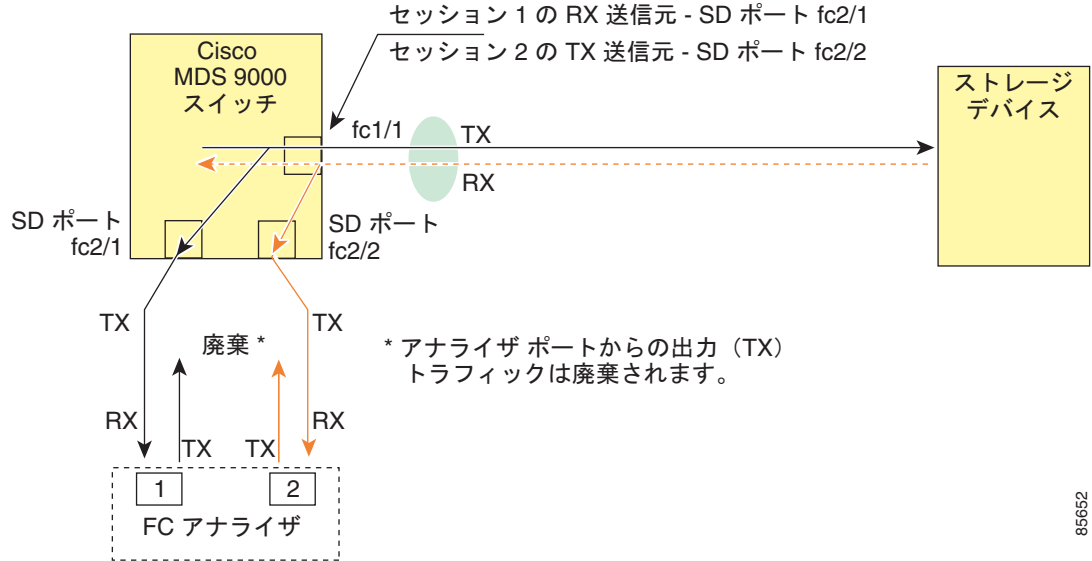 セッション 1 の RX 送信元 - SD ポート fc2/1
セッション 2 の TX 送信元 - SD ポート fc2/2
Cisco
MDS 9000
スイッチ
ストレージ
デバイス
fc1/1
TX
RX
SD ポート
fc2/1
SD ポート
fc2/2
TX
TX
廃棄 *
* アナライザ ポートからの出力（TX）
トラフィックは廃棄されます。
RX
TX
TX
RX
1
2
FC アナライザ
85652